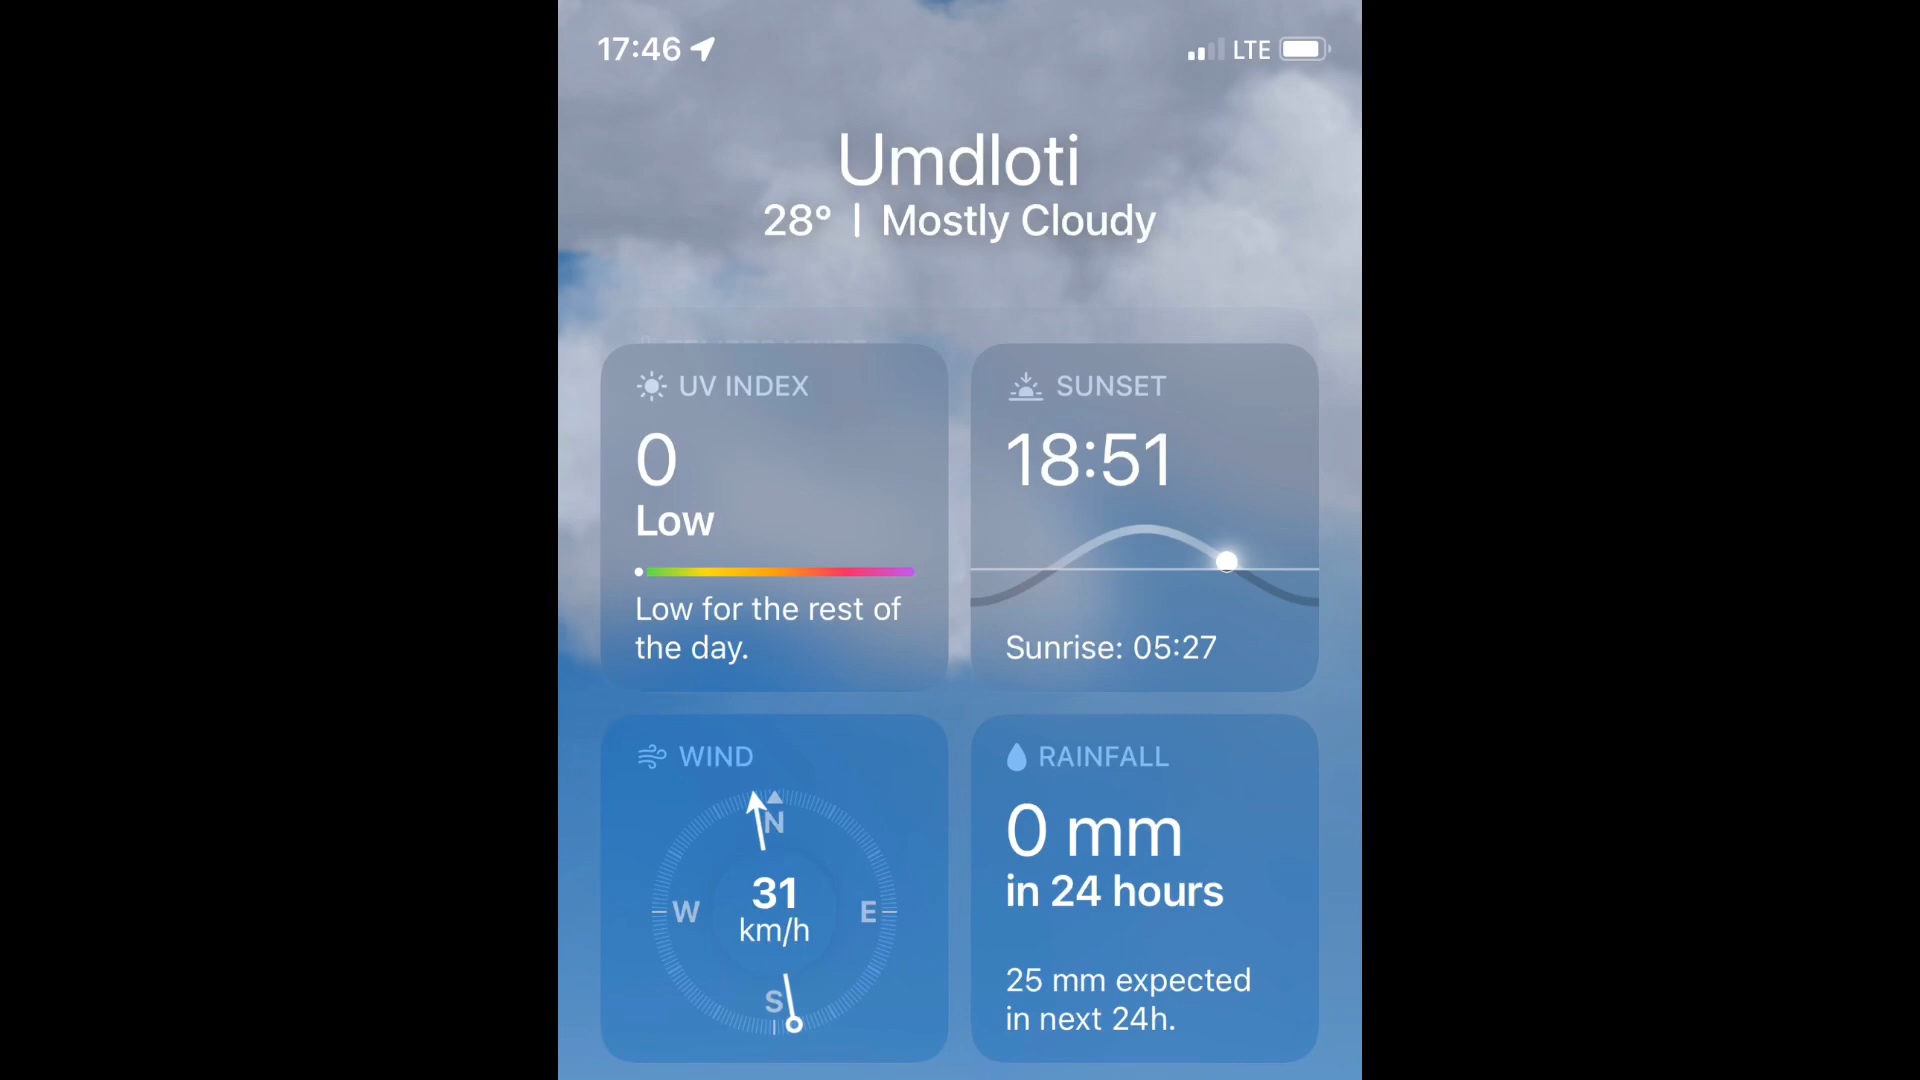 17:46 LTE
Umdloti
28° | Mostly Cloudy
UV INDEX
0
Low
Low for the rest of
the day.
SUNSET
18:51
Sunrise: 05:27
WIND
N
W
E
S
31
km/h
RAINFALL
0 mm
in 24 hours
25 mm expected
in next 24h.